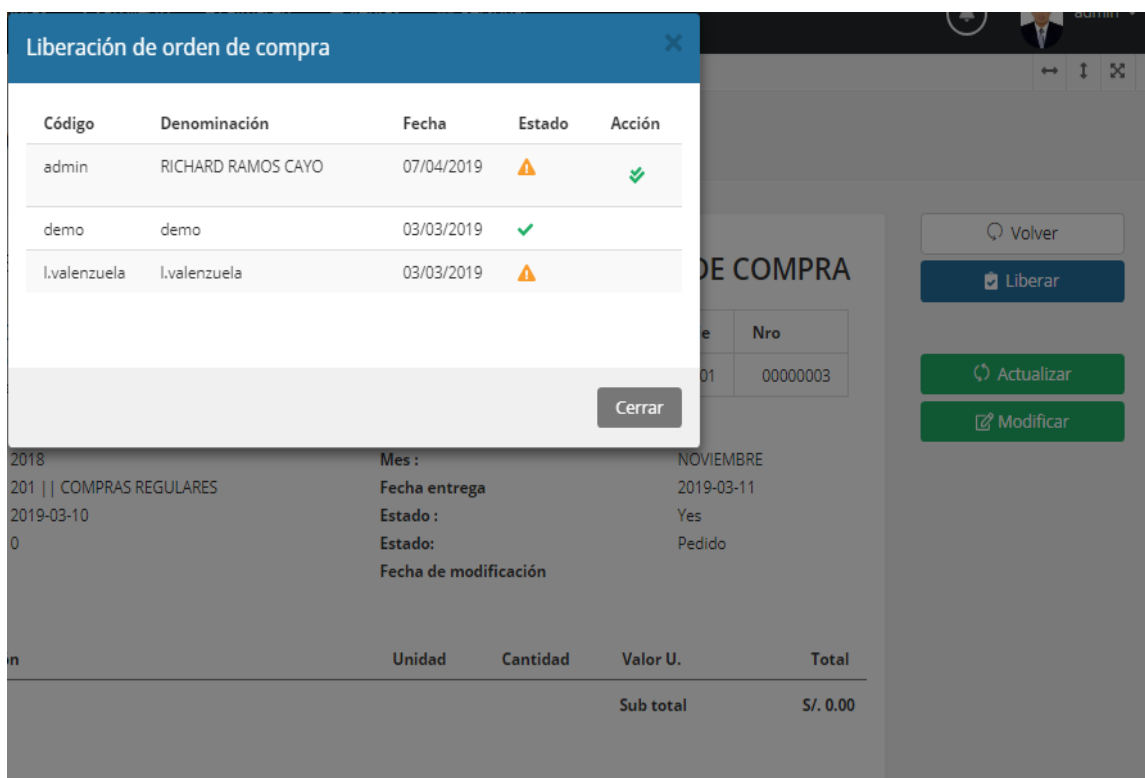 admin
Liberación de orden de compra
Código Denominación Fecha Estado Acción
admin RICHARD RAMOS CAYO 07/04/2019
demo demo 03/03/2019
l.valenzuela l.valenzuela 03/03/2019
Cerrar
DE COMPRA
Nro
01 00000003
Volver
Liberar
Actualizar
Modificar
2018 Mes : NOVIEMBRE
201 || COMPRAS REGULARES Fecha entrega 2019-03-11
2019-03-10 Estado : Yes
0 Estado: Pedido
Fecha de modificación
Unidad Cantidad Valor U. Total
Sub total S/. 0.00